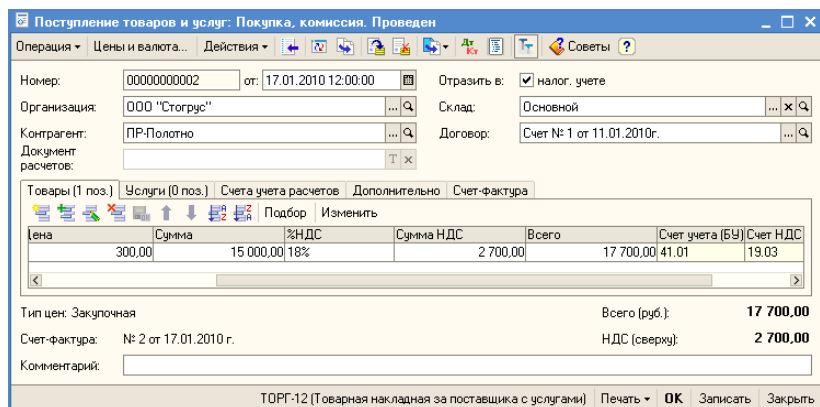 Поступление товаров и услуг: Покупка, комиссия. Проведен
Операция Цены и валюта... Действия Дт Кт Советы ?
Номер: 00000000002 от: 17.01.2010 12:00:00 Отразить в: налог. учете
Организация: ООО "Стогрус" ... Склад: Основной ... x
Контрагент: ПР-Полотно ... Договор: Счет № 1 от 11.01.2010г. ...
Документ
расчетов: T x
Товары (1 поз.) Услуги (0 поз.) Счета учета расчетов Дополнительно Счет-фактура
Подбор Изменить
Цена Сумма %НДС Сумма НДС Всего Счет учета (БУ) Счет НДС
300,00 15 000,00 18% 2 700,00 17 700,00 41.01 19.03
Тип цен: Закупочная Всего (руб.): 17 700,00
Счет-фактура: № 2 от 17.01.2010 г. НДС (сверху): 2 700,00
Комментарий:
ТОРГ-12 (Товарная накладная за поставщика с услугами) Печать OK Записать Закрыть